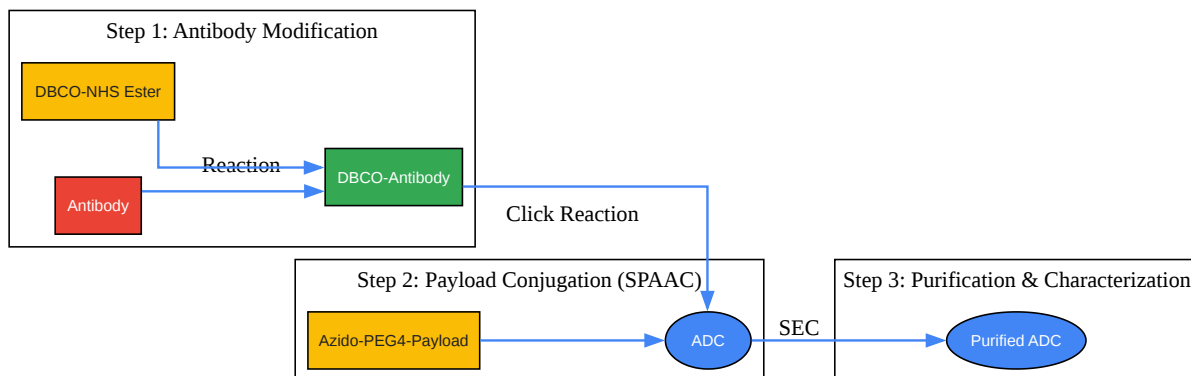 Step 1: Antibody Modification
DBCO-NHS Ester
Reaction
DBCO-Antibody
Antibody
Click Reaction
Step 2: Payload Conjugation (SPAAC)
Azido-PEG4-Payload
ADC
SEC
Step 3: Purification & Characterization
Purified ADC